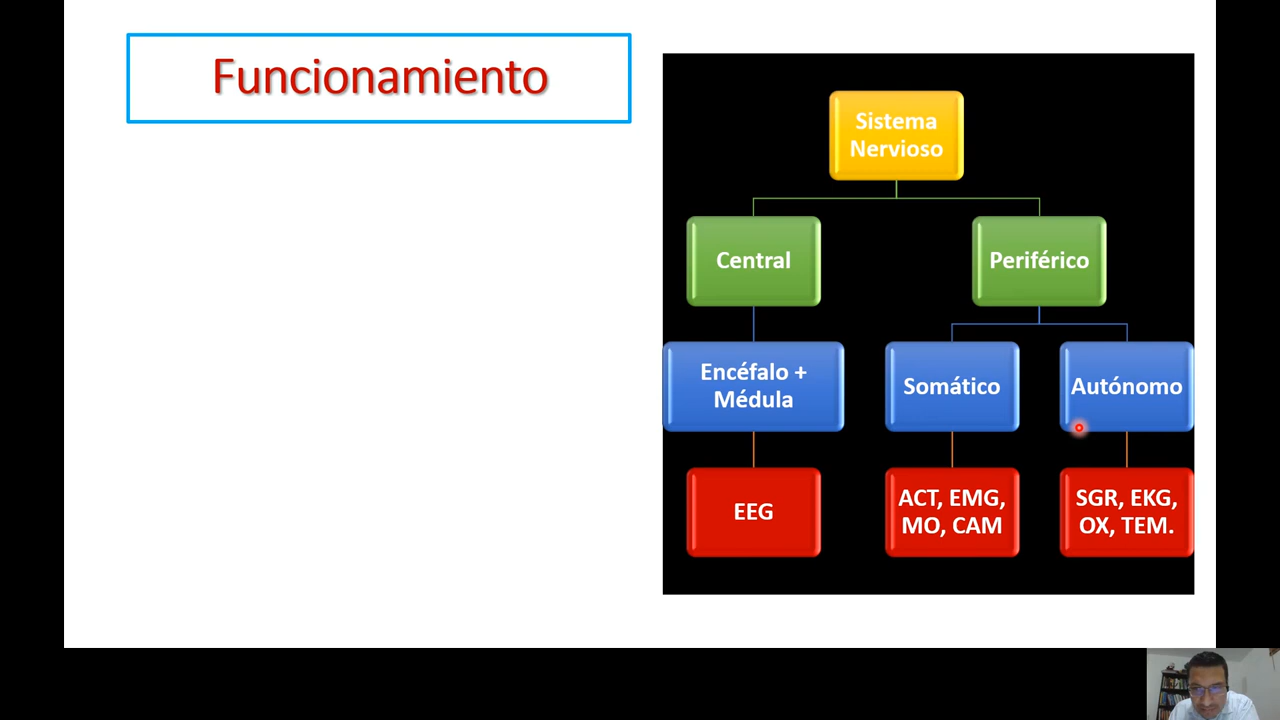 Funcionamiento
Sistema
Nervioso
Central
Periférico
Encéfalo +
Médula
Somático
Autónomo
EEG
ACT, EMG,
MO, CAM
SGR, EKG,
OX, TEM.